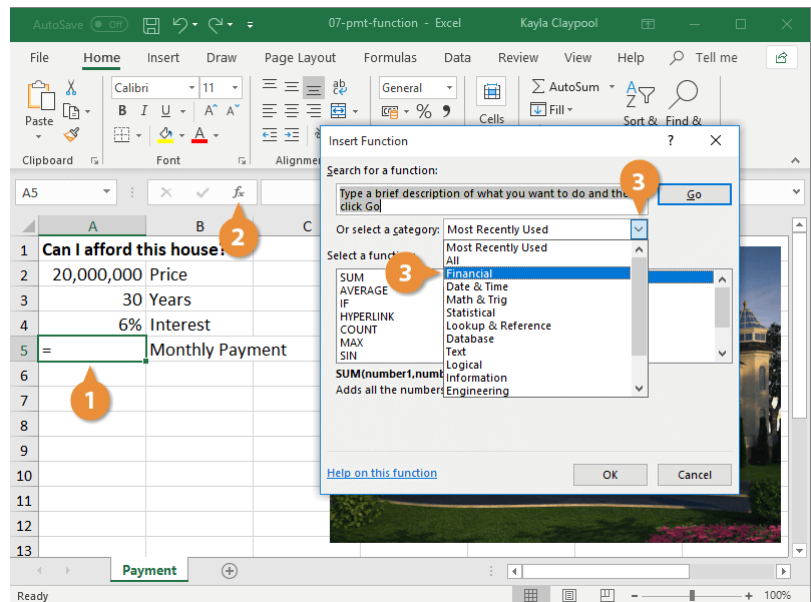 AutoSave Off 07-pmt-function - Excel Kayla Claypool
File Home Insert Draw Page Layout Formulas Data Review View Help Tell me
Calibri 11 ab General AutoSum A
Paste B I U A A % Cells Fill Z Sort & Find &
A
Clipboard Font Alignme
A5 fx
2
Insert Function ? X
Search for a function:
Type a brief description of what you want to do and the
click Go
Go
3
Or select a category: Most Recently Used
Most Recently Used
All
Financial
Date & Time
Math & Trig
Statistical
Lookup & Reference
Database
Text
Logical
Information
Engineering
Select a func
3
SUM
AVERAGE
IF
HYPERLINK
COUNT
MAX
SIN
SUM(number1,numb
Adds all the numbers
Help on this function OK Cancel
A B C
1 Can I afford this house?
2 20,000,000 Price
3 30 Years
4 6% Interest
5 = Monthly Payment
6
7
1
8
9
10
11
12
13
Payment
Ready 100%